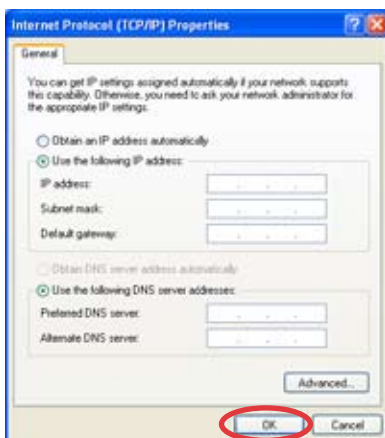 Internet Protocol (TCP/IP) Properties
General
You can get IP settings assigned automatically if your network supports
this capability. Otherwise, you need to ask your network administrator for
the appropriate IP settings.
Obtain an IP address automatically
Use the following IP address:
IP address:
Subnet mask:
Default gateway:
Obtain DNS server address automatically
Use the following DNS server addresses:
Preferred DNS server:
Alternate DNS server:
Advanced...
OK Cancel